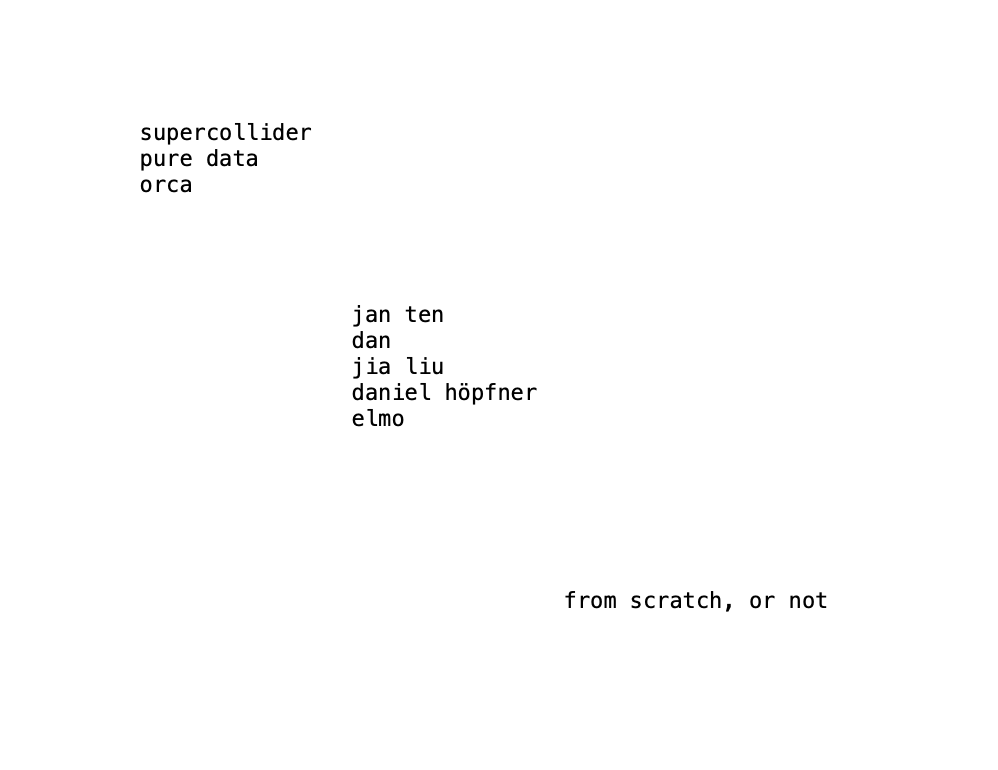 supercollider
pure data
orca
jan ten
dan
jia liu
daniel höpfner
elmo
from scratch, or not